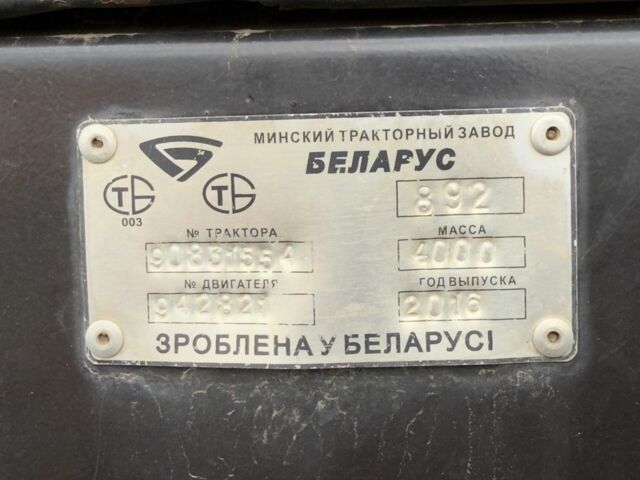 МИНСКИЙ ТРАКТОРНЫЙ ЗАВОД
БЕЛАРУС
892
003
№ ТРАКТОРА
МАССА
90831554
4000
№ ДВИГАТЕЛЯ
ГОД ВЫПУСКА
2016
ЗРОБЛЕНА У БЕЛАРУСІ